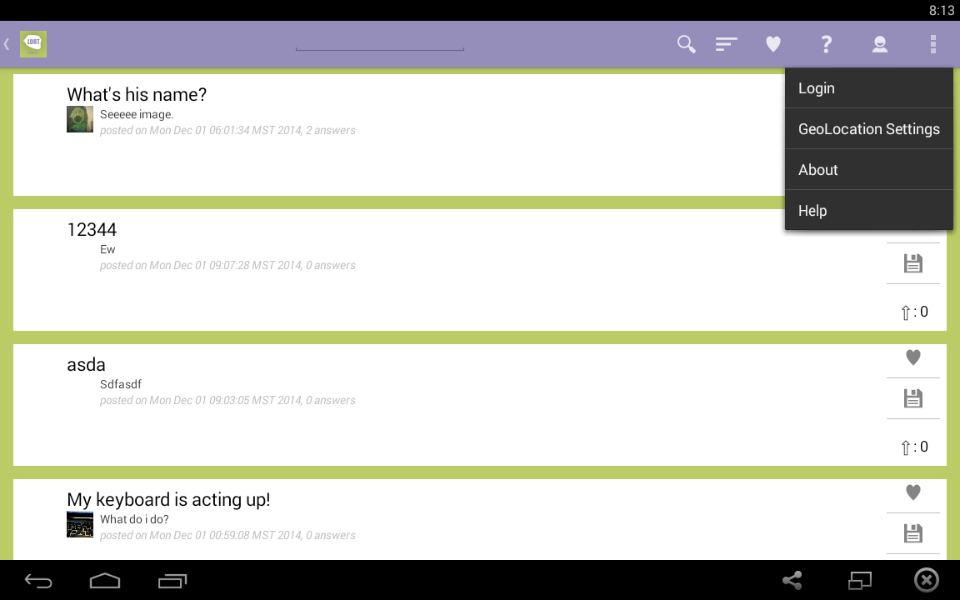 8:13
What's his name?
Seeeee image.
posted on Mon Dec 01 06:01:34 MST 2014, 2 answers
Login
GeoLocation Settings
About
Help
12344
Ew
posted on Mon Dec 01 09:07:28 MST 2014, 0 answers
⇧: 0
asda
Sdfasdf
posted on Mon Dec 01 09:03:05 MST 2014, 0 answers
⇧: 0
My keyboard is acting up!
What do i do?
posted on Mon Dec 01 00:59:08 MST 2014, 0 answers